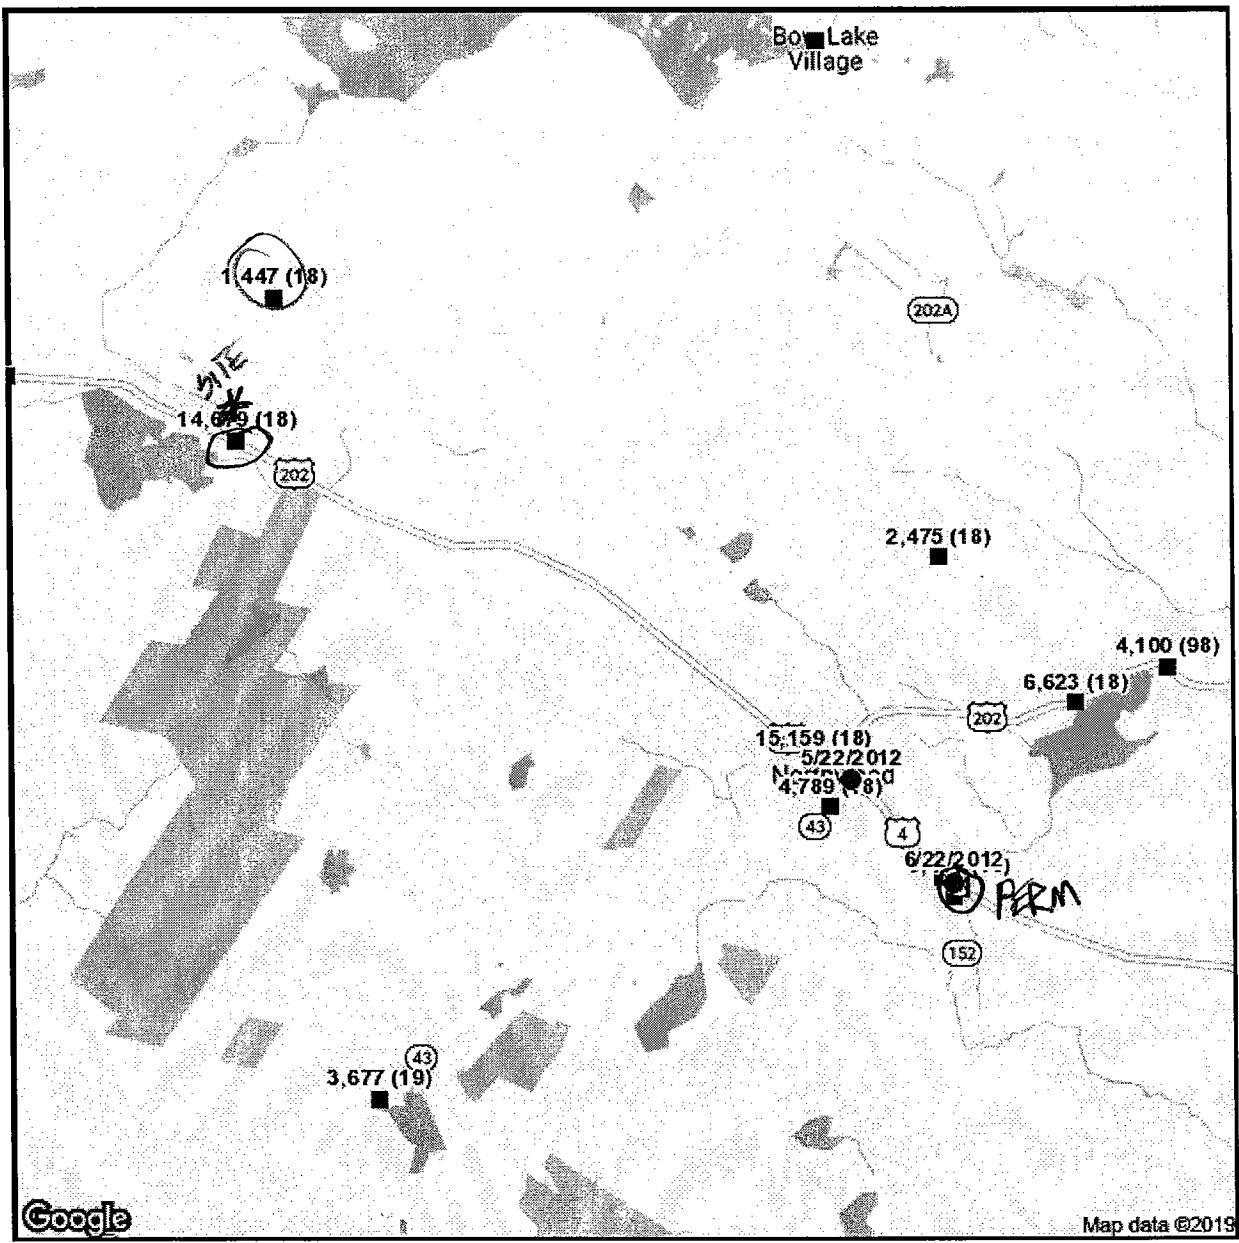 Bow Lake
Village
1,447 (18)
202A
SITE
14,679 (18)
202
2,475 (18)
4,100 (98)
6,623 (18)
202
15,159 (18)
5/22/2012
Northwood
4,789 (18)
43
4
6/22/2012
PERM
152
43
3,677 (19)
Google
Map data ©2019